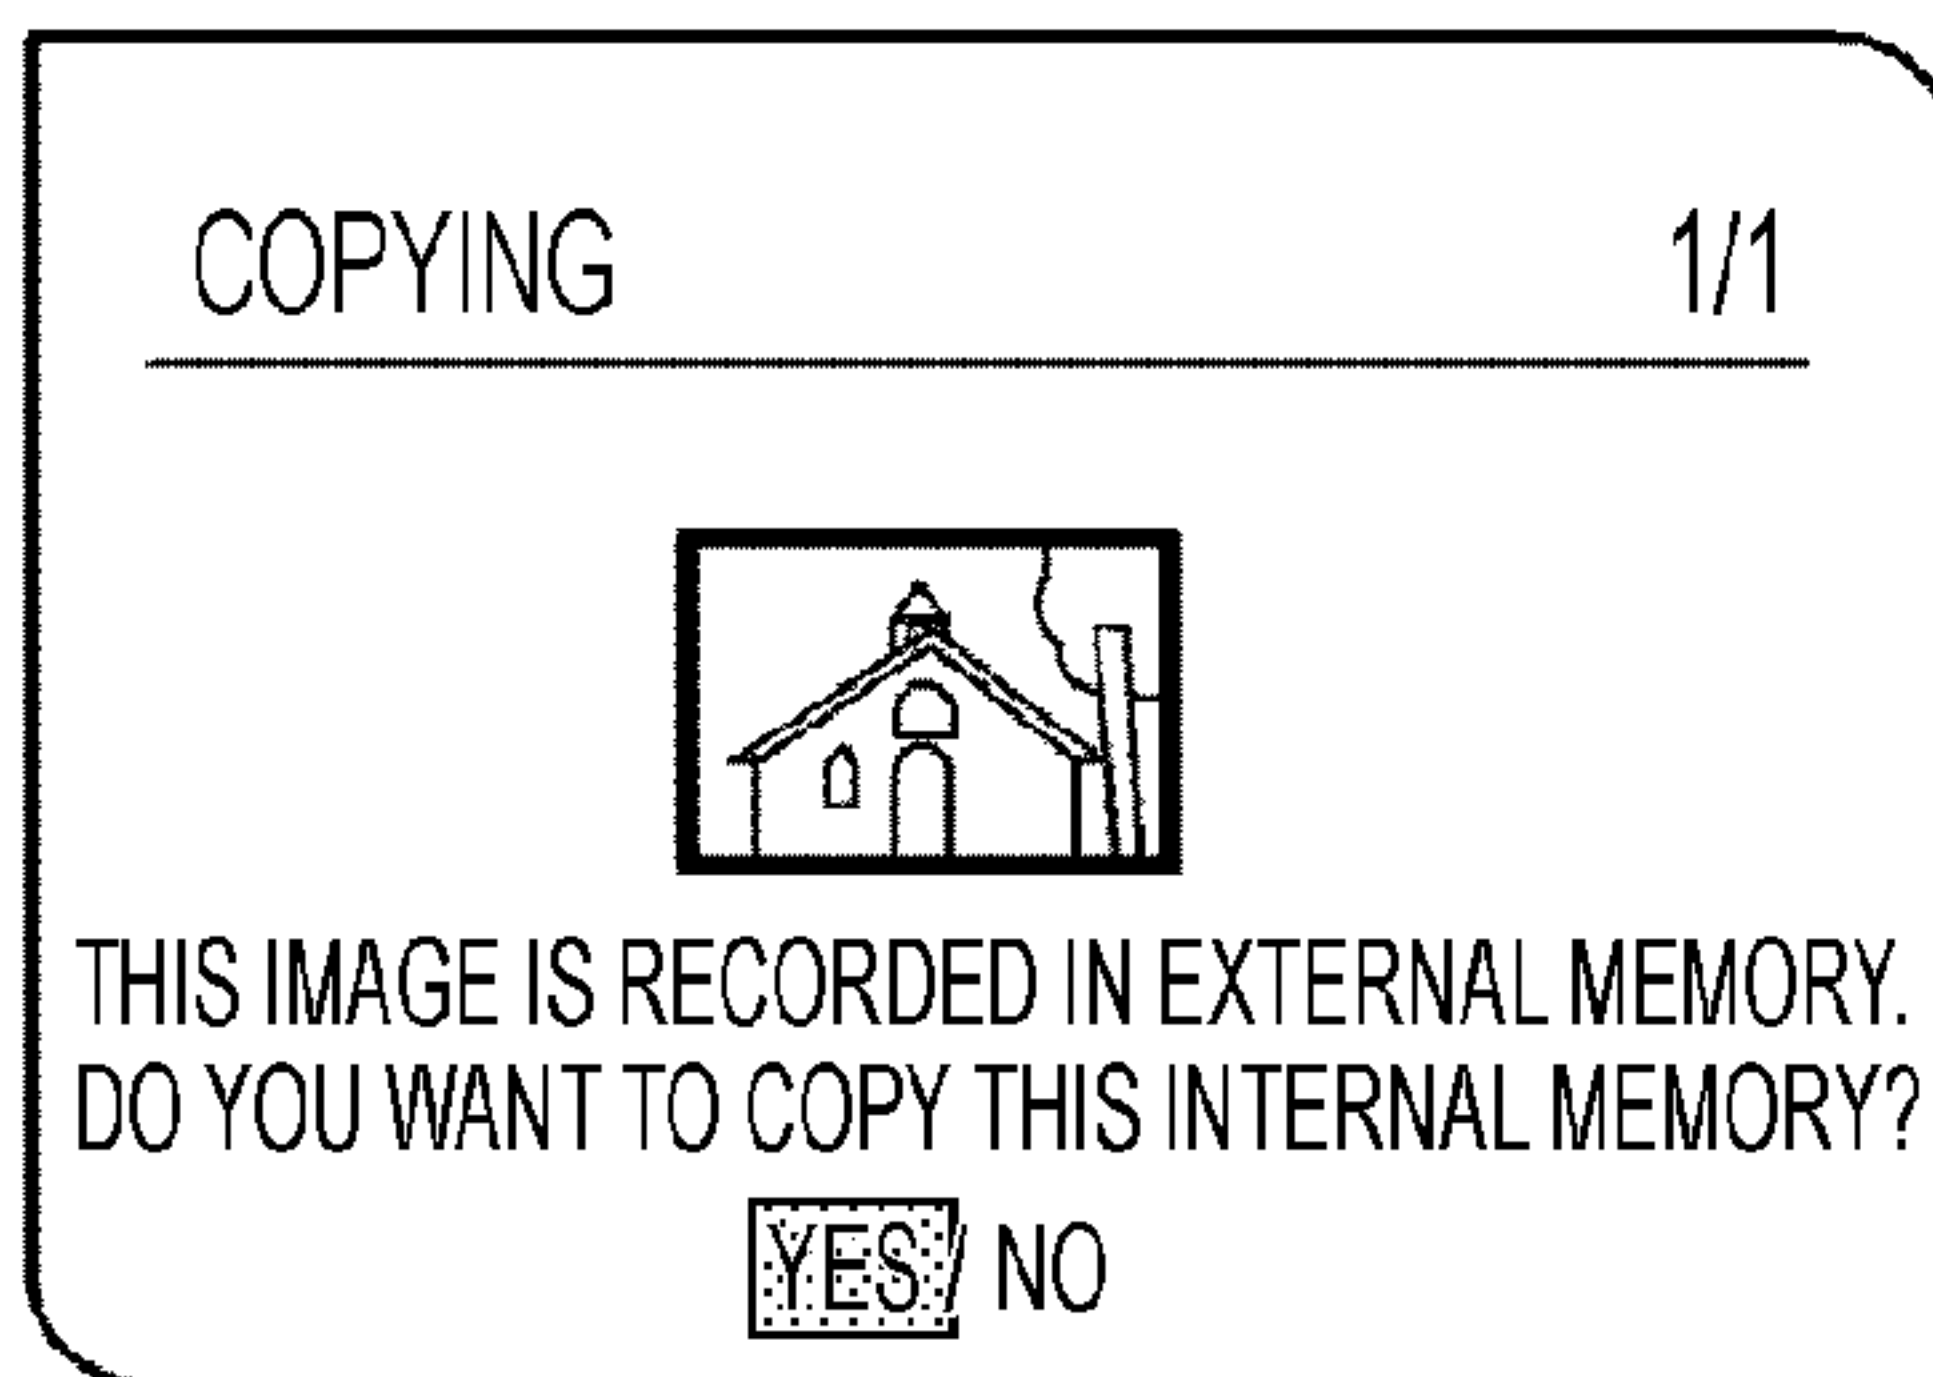 COPYING 1/1
THIS IMAGE IS RECORDED IN EXTERNAL MEMORY.
DO YOU WANT TO COPY THIS INTERNAL MEMORY?
YES/ NO